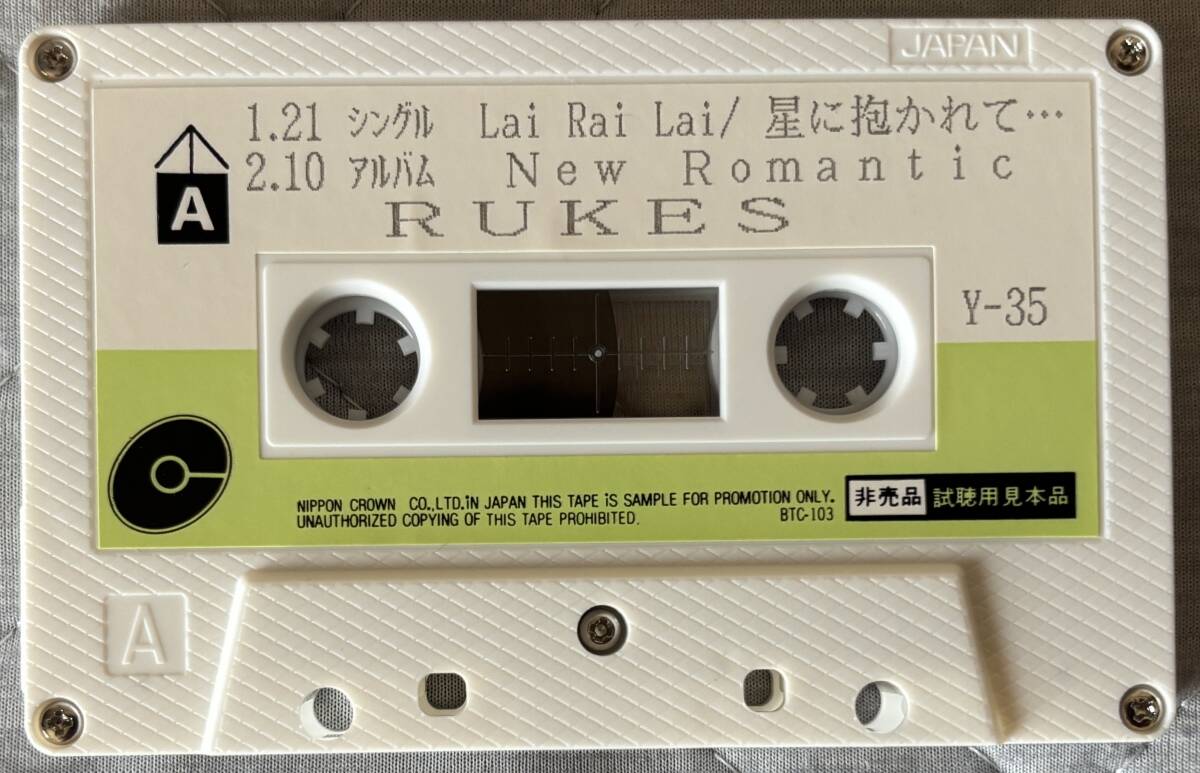 JAPAN
A
1.21 ｼﾝｸﾞﾙ Lai Rai Lai/ 星に抱かれて…
2.10 ｱﾙﾊﾞﾑ New Romantic
RUKES
Y-35
NIPPON CROWN CO.,LTD.iN JAPAN THIS TAPE iS SAMPLE FOR PROMOTION ONLY.
UNAUTHORIZED COPYING OF THIS TAPE PROHIBITED.
BTC-103
非売品 試聴用見本品
A